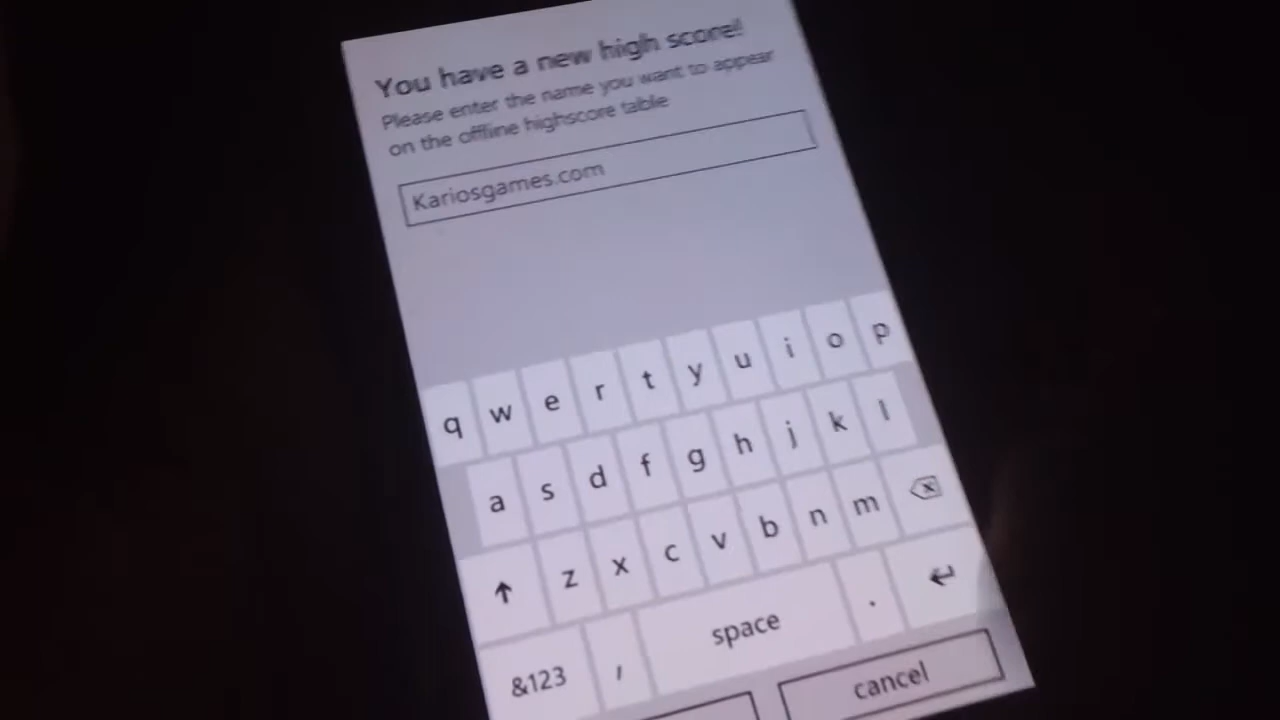 You have a new high score!!
Please enter the name you want to appear
on the offline highscore table
Kariosgames.com
q w e r t y u i o p
a s d f g h j k l
z x c v b n m
&123 , space .
cancel